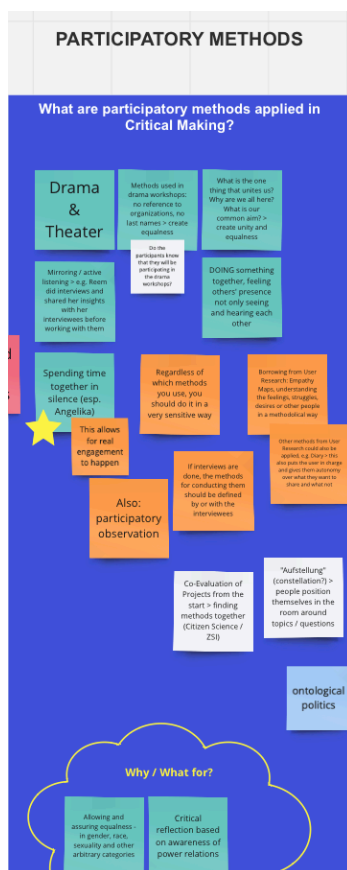 PARTICIPATORY METHODS
What are participatory methods applied in
Critical Making?
Drama
&
Theater
Methods used in
drama workshops:
no reference to
organizations, no
last names > create
equalness
What is the one
thing that unites us?
Why are we all here?
What is our
common aim? >
create unity and
equalness
Do the
participants know
that they will be
participating in
the drama
workshops?
Mirroring / active
listening > e.g. Reem
did interviews and
shared her insights
with her
interviewees before
working with them
DOING something
together, feeling
others' presence
not only seeing
and hearing each
other
d
s
Spending time
together in
silence (esp.
Angelika)
This allows
for real
engagement
to happen
Regardless of
which methods
you use, you
should do it in a
very sensitive way
Borrowing from User
Research: Empathy
Maps, understanding
the feelings, struggles,
desires or other people
in a methodolical way
Other methods from
User Research could also be
applied, e.g. Diary > this
also puts the user in charge
and gives them autonomy
over what they want to
share and what not
Also:
participatory
observation
If interviews are
done, the methods
for conducting them
should be defined
by or with the
interviewees
Co-Evaluation of
Projects from the
start > finding
methods together
(Citizen Science /
ZSI)
"Aufstellung"
(constellation?) >
people position
themselves in the
room around
topics / questions
ontological
politics
Why / What for?
Allowing and
assuring equalness -
in gender, race,
sexuality and other
arbitrary categories
Critical
reflection based
on awareness of
power relations